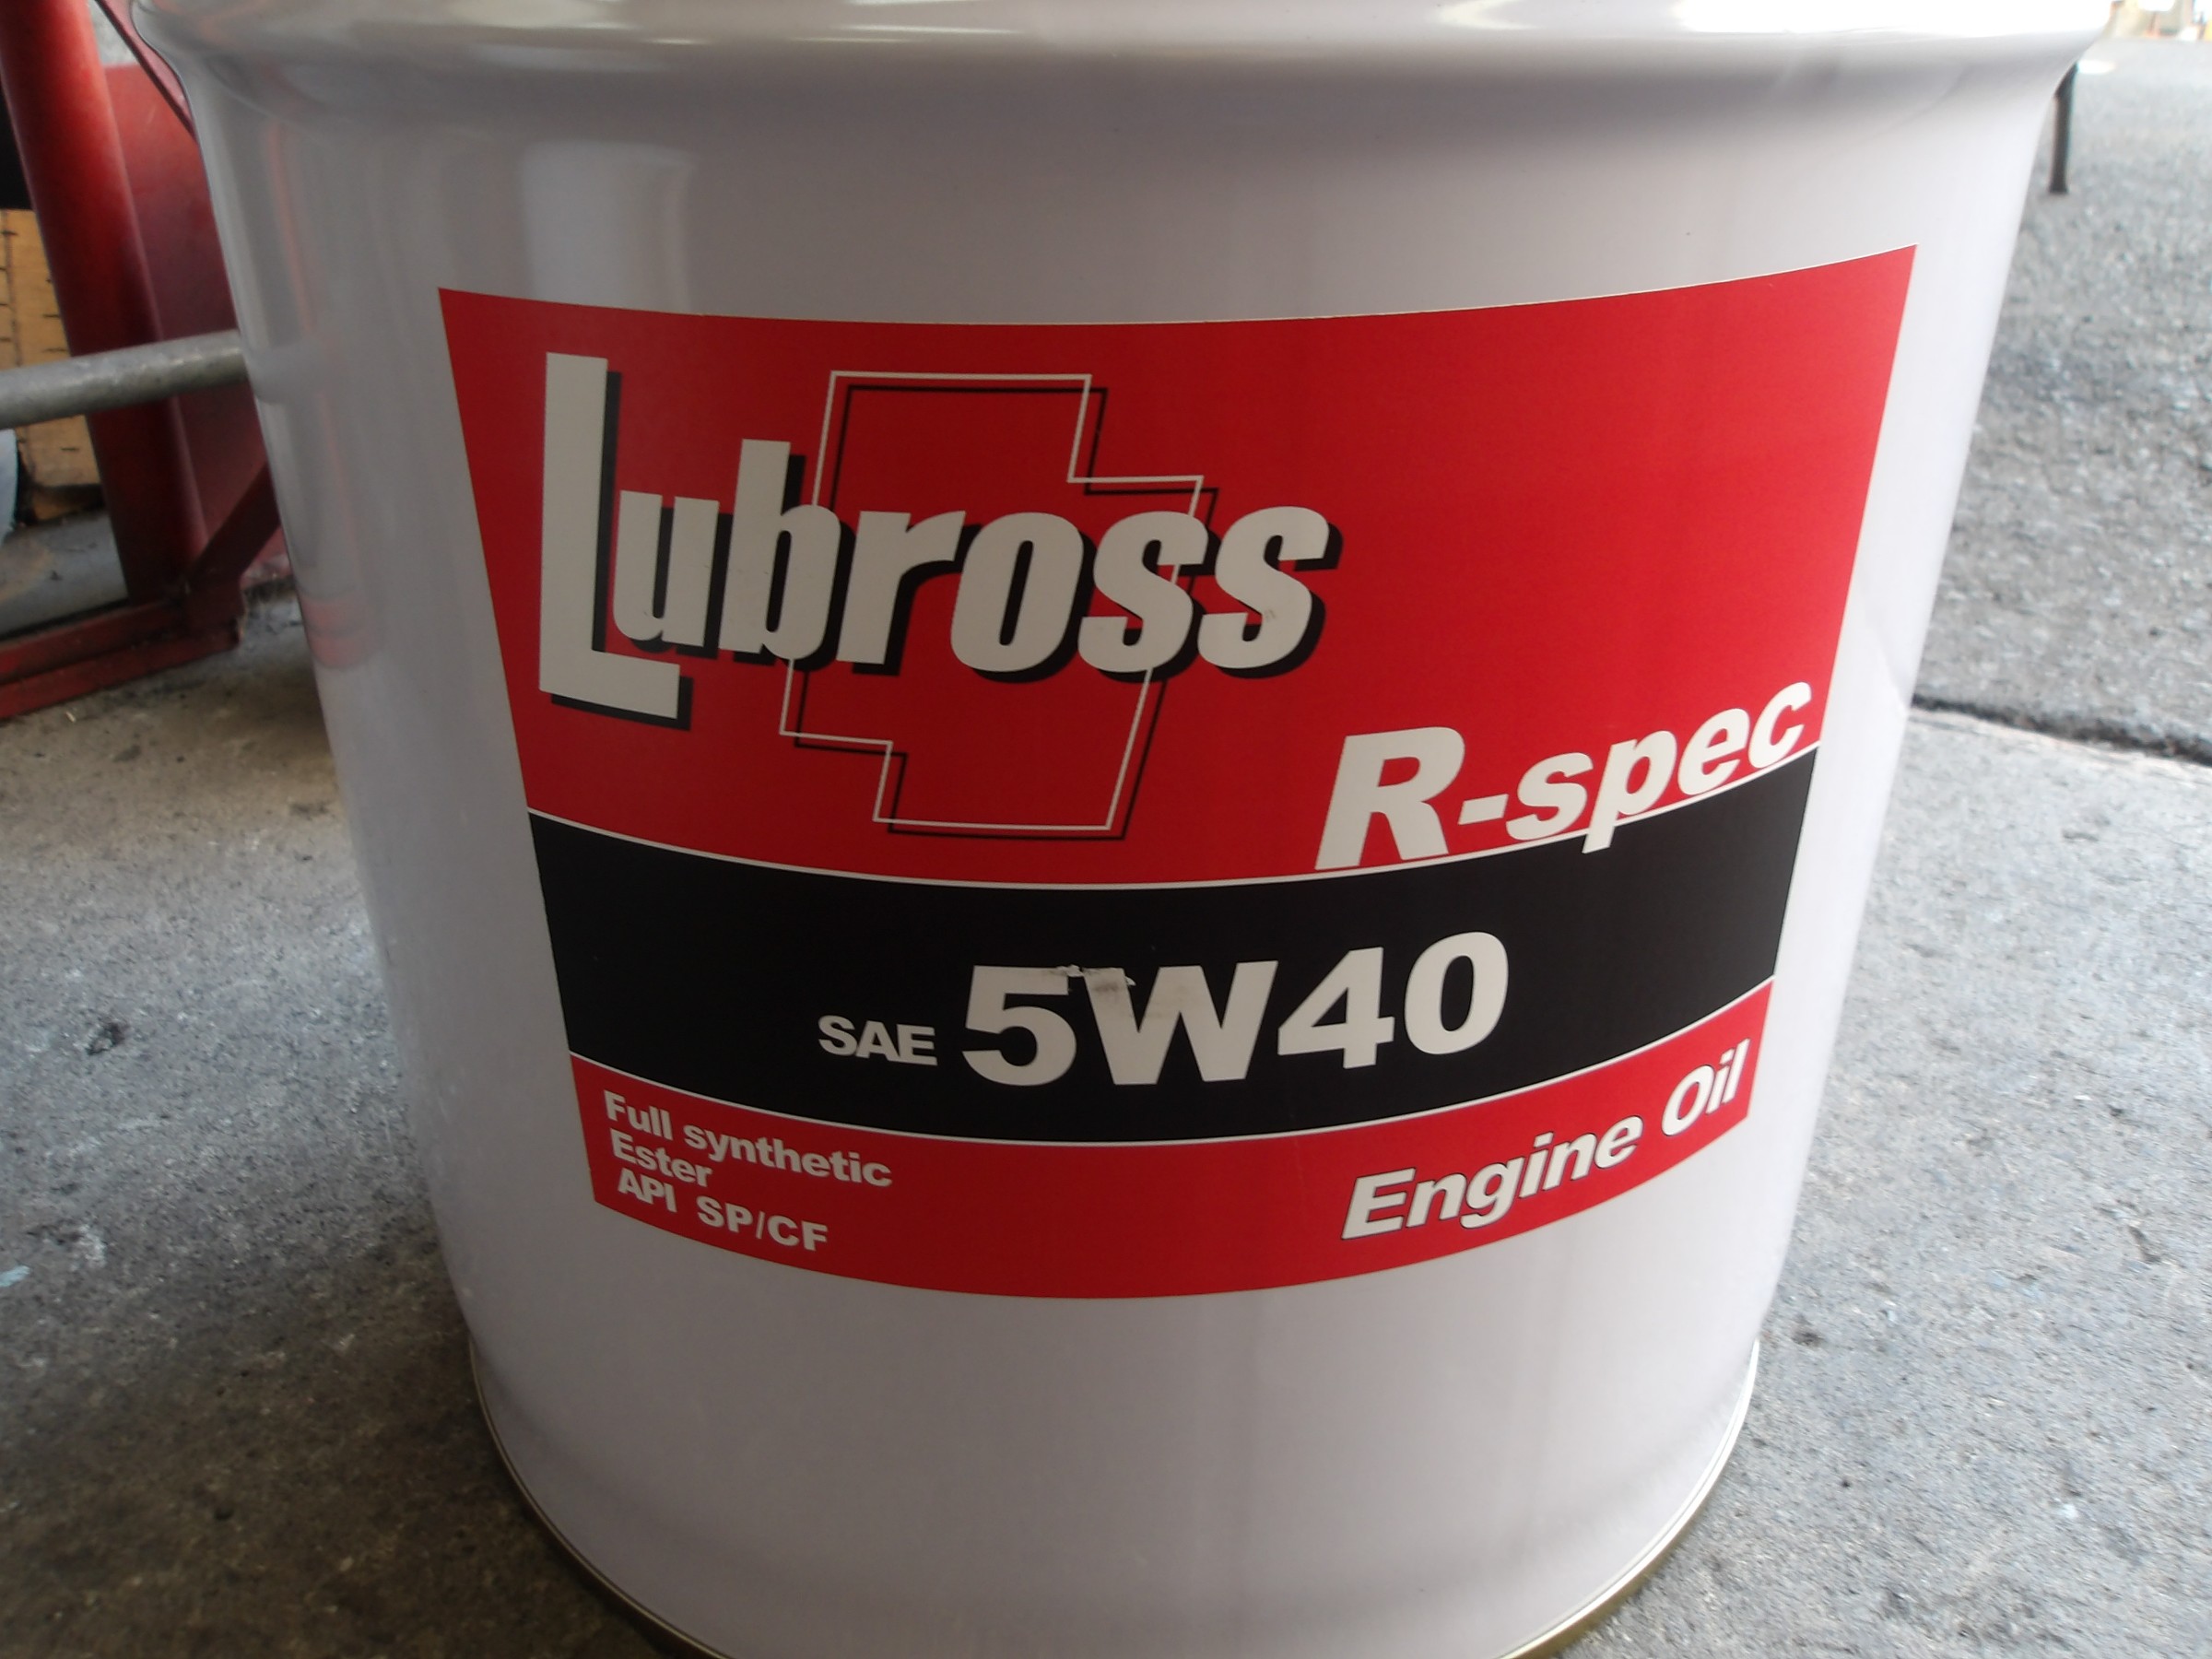 Lubross
R-spec
SAE 5W40
Full synthetic
Ester
API SP/CF
Engine Oil